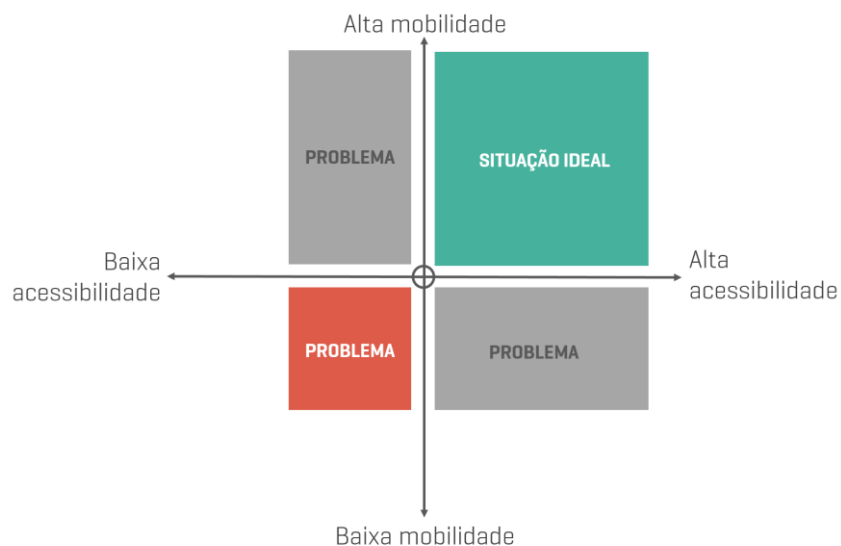 Alta mobilidade
PROBLEMA
SITUAÇÃO IDEAL
Baixa
acessibilidade
Alta
acessibilidade
PROBLEMA
PROBLEMA
Baixa mobilidade